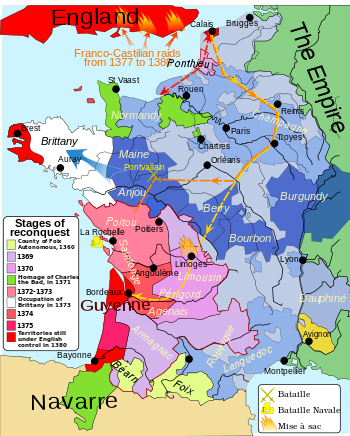 England
Calais
Brugges
Franco-Castilian raids
from 1377 to 1380
Ponthieu
The Empire
St Vaast
Rouen
Reims
Normandy
Champagne
Brest
Paris
Troyes
Brittany
Chartres
Maine
Auray
Pontvallain
Orléans
Anjou
Burgundy
Berry
Poitou
Bourbon
La Rochelle
Poitiers
Saintonge
Limoges
Lyon
Angoulême
Limousin
Bordeaux
Périgord
Dauphiné
Guyenne
Agenais
Avignon
Armagnac
Rouergue
Languedoc
Bayonne
Béarn
Foix
Montpellier
Navarre
Stages of
reconquest
County of Foix
Autonomous, 1360
1369
1370
Homage of Charles
the Bad, in 1371
1372-1373
Occupation of
Brittany in 1373
1374
1375
Territories still
under English
control in 1380
Bataille
Bataille Navale
Mise à sac